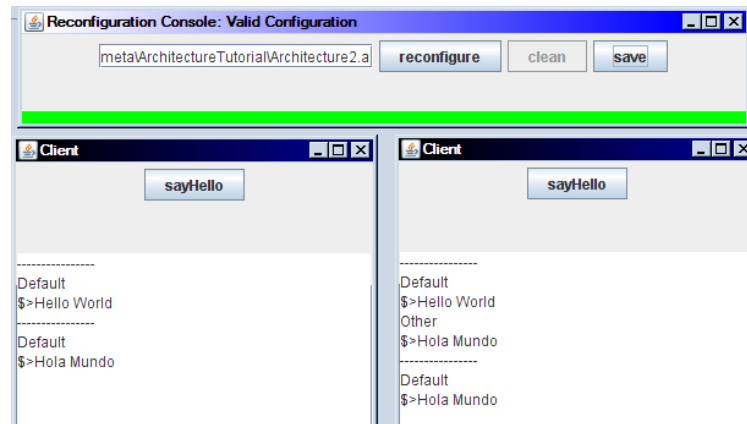 Reconfiguration Console: Valid Configuration
meta\ArchitectureTutorial\Architecture2.a
reconfigure
clean
save
Client
sayHello
----------------
Default
$>Hello World
----------------
Default
$>Hola Mundo
Client
sayHello
----------------
Default
$>Hello World
Other
$>Hola Mundo
----------------
Default
$>Hola Mundo